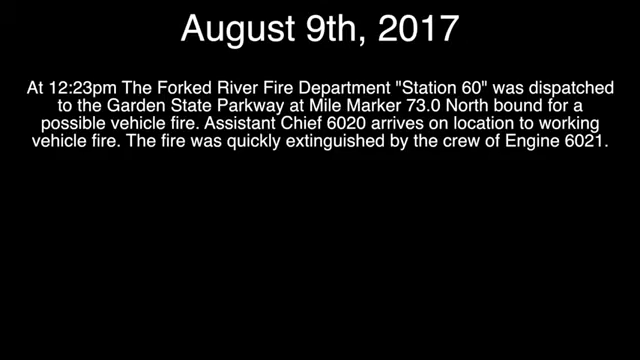 August 9th, 2017
At 12:23pm The Forked River Fire Department "Station 60" was dispatched
to the Garden State Parkway at Mile Marker 73.0 North bound for a
possible vehicle fire. Assistant Chief 6020 arrives on location to working
vehicle fire. The fire was quickly extinguished by the crew of Engine 6021.